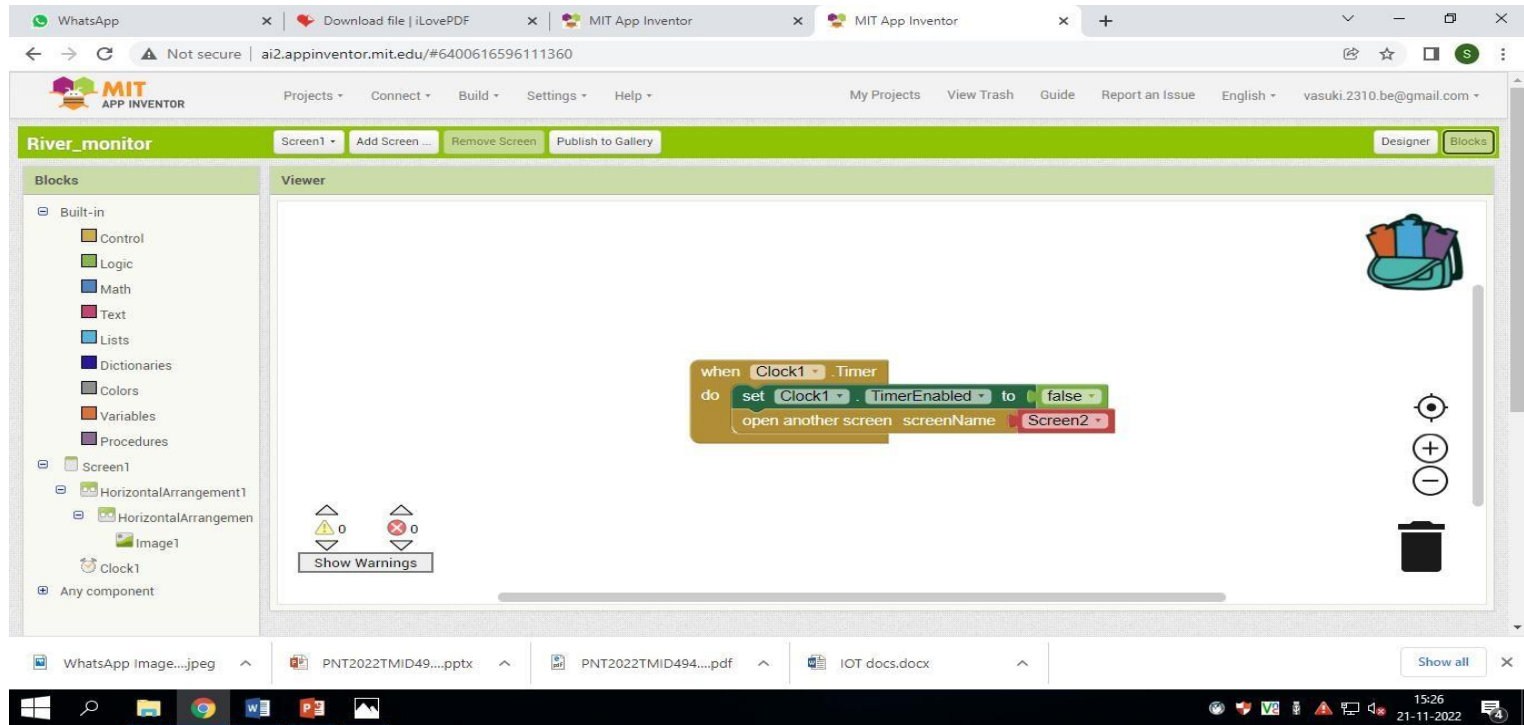 WhatsApp
Download file | iLovePDF
MIT App Inventor
MIT App Inventor
Not secure | ai2.appinventor.mit.edu/#6400616596111360
S
MIT
APP INVENTOR
Projects Connect Build Settings Help My Projects View Trash Guide Report an Issue English vasuki.2310.be@gmail.com
River_monitor Screen1 Add Screen ... Remove Screen Publish to Gallery Designer Blocks
Blocks Viewer
Built-in
Control
Logic
Math
Text
Lists
Dictionaries
Colors
Variables
Procedures
Screen1
HorizontalArrangement1
HorizontalArrangemen
Image1
Clock1
Any component
when Clock1 .Timer
do set Clock1 . TimerEnabled to false
open another screen screenName Screen2
0 0
Show Warnings
WhatsApp Image....jpeg PNT2022TMID49....pptx PNT2022TMID494....pdf IOT docs.docx Show all
15:26
21-11-2022
4